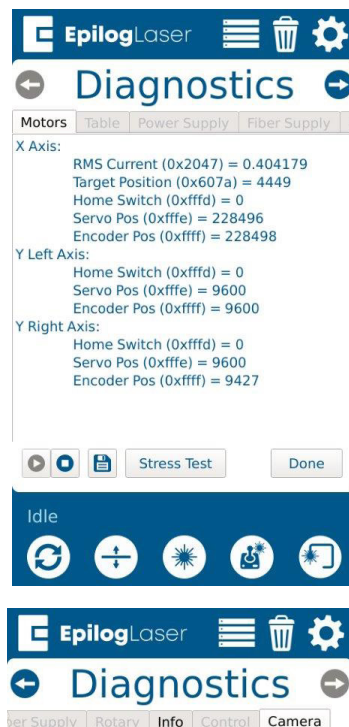 EpilogLaser
Diagnostics
Motors Table Power Supply Fiber Supply
X Axis:
RMS Current (0x2047) = 0.404179
Target Position (0x607a) = 4449
Home Switch (0xfffd) = 0
Servo Pos (0xfffe) = 228496
Encoder Pos (0xffff) = 228498
Y Left Axis:
Home Switch (0xfffd) = 0
Servo Pos (0xfffe) = 9600
Encoder Pos (0xffff) = 9600
Y Right Axis:
Home Switch (0xfffd) = 0
Servo Pos (0xfffe) = 9600
Encoder Pos (0xffff) = 9427
Stress Test Done
Idle
EpilogLaser
Diagnostics
ber Supply Rotary Info Control Camera